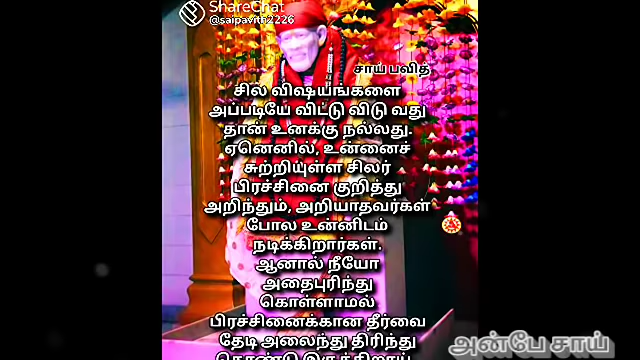 ShareChat
@saipavith2226
சாய் பவித்
சில விஷயங்களை
அப்படியே விட்டு விடு வது
தான் உனக்கு நல்லது.
ஏனெனில், உன்னைச்
சுற்றியுள்ள சிலர்
பிரச்சினை குறித்து
அறிந்தும், அறியாதவர்கள்
போல உன்னிடம்
நடிக்கிறார்கள்.
ஆனால் நீயோ
அதைபுரிந்து
கொள்ளாமல்
பிரச்சினைக்கான தீர்வை
தேடி அலைந்து திரிந்து
அன்பே சாய்